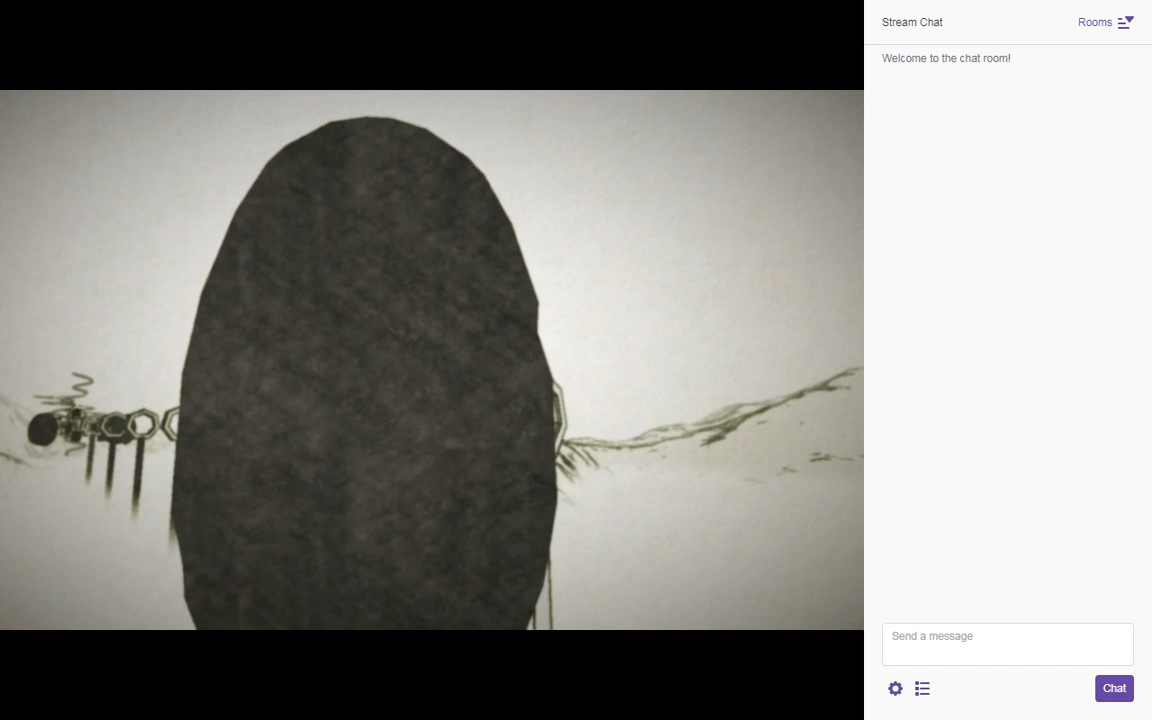 Stream Chat
Rooms
Welcome to the chat room!
Send a message
Chat